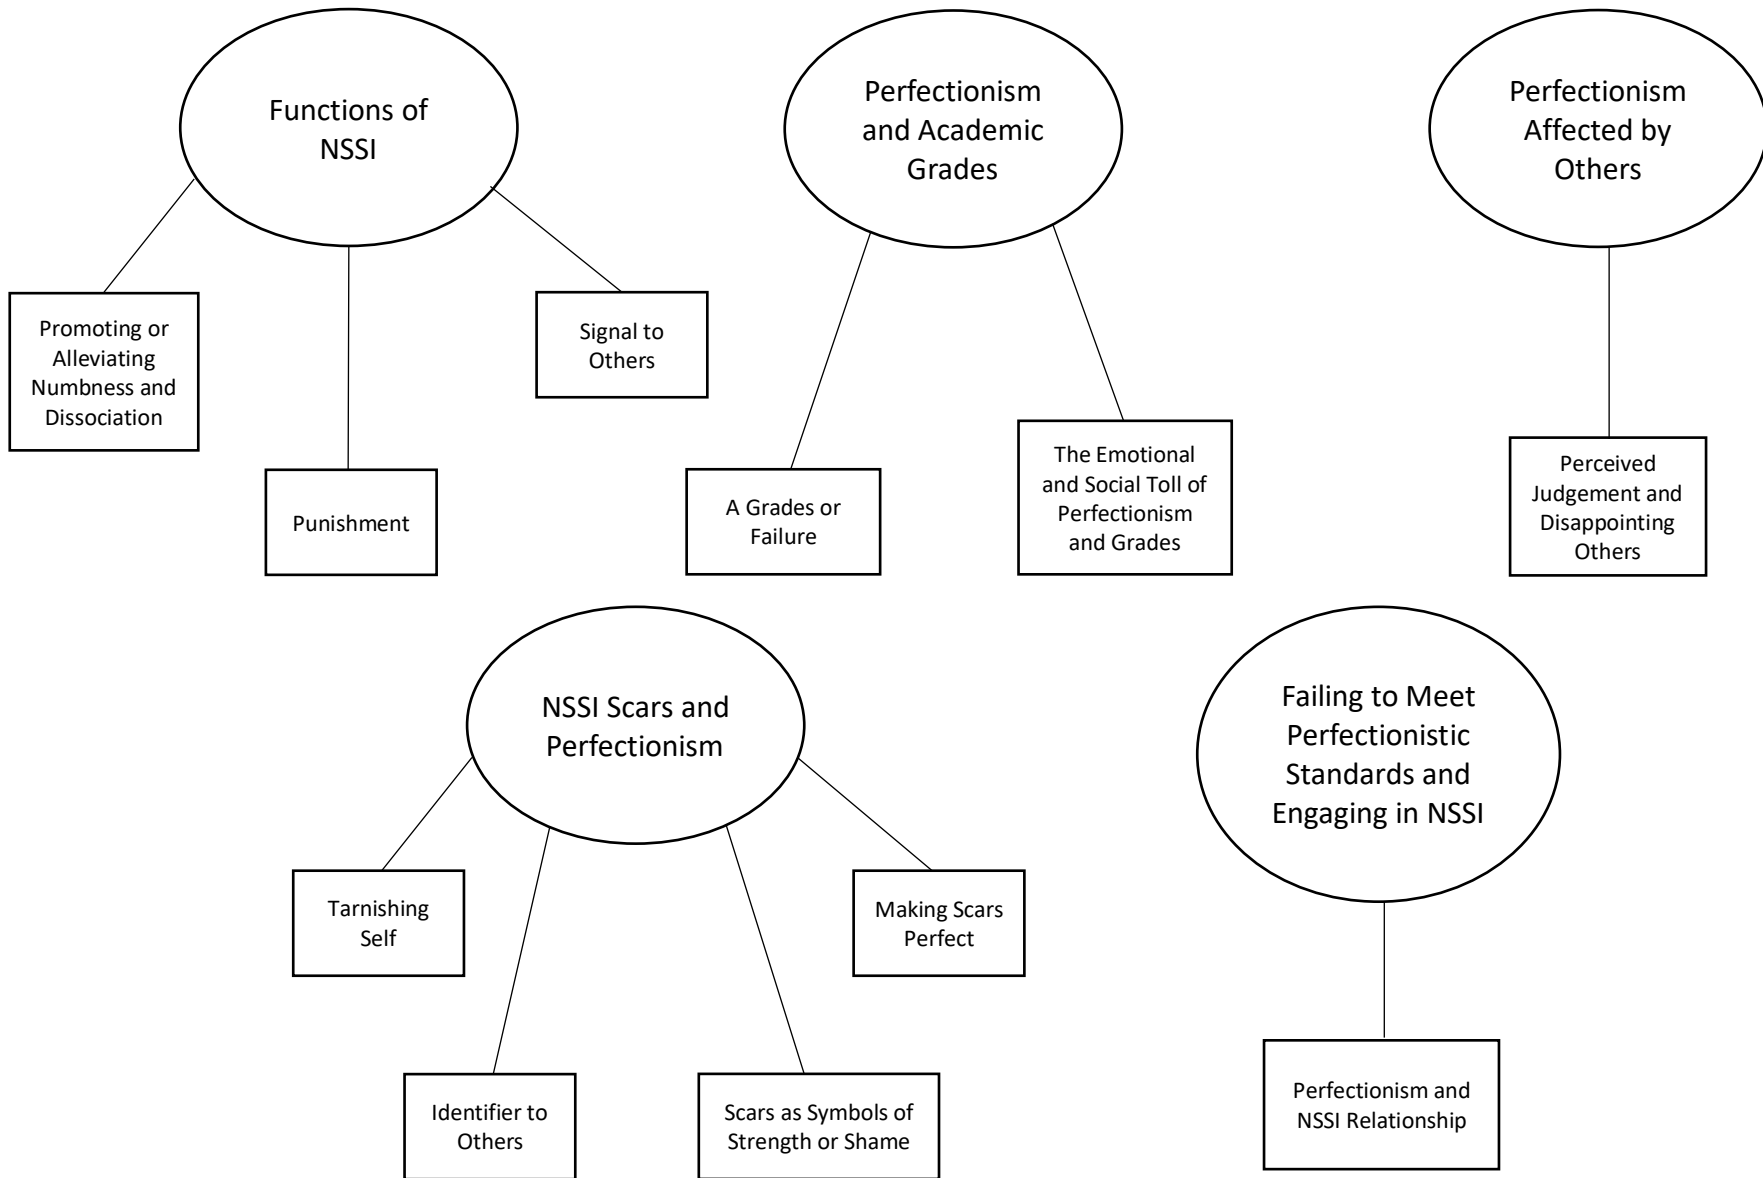 Functions of
NSSI
Perfectionism
and Academic
Grades
Perfectionism
Affected by
Others
Promoting or
Alleviating
Numbness and
Dissociation
Punishment
Signal to
Others
A Grades or
Failure
The Emotional
and Social Toll of
Perfectionism
and Grades
Perceived
Judgement and
Disappointing
Others
NSSI Scars and
Perfectionism
Failing to Meet
Perfectionistic
Standards and
Engaging in NSSI
Tarnishing
Self
Identifier to
Others
Scars as Symbols of
Strength or Shame
Making Scars
Perfect
Perfectionism and
NSSI Relationship